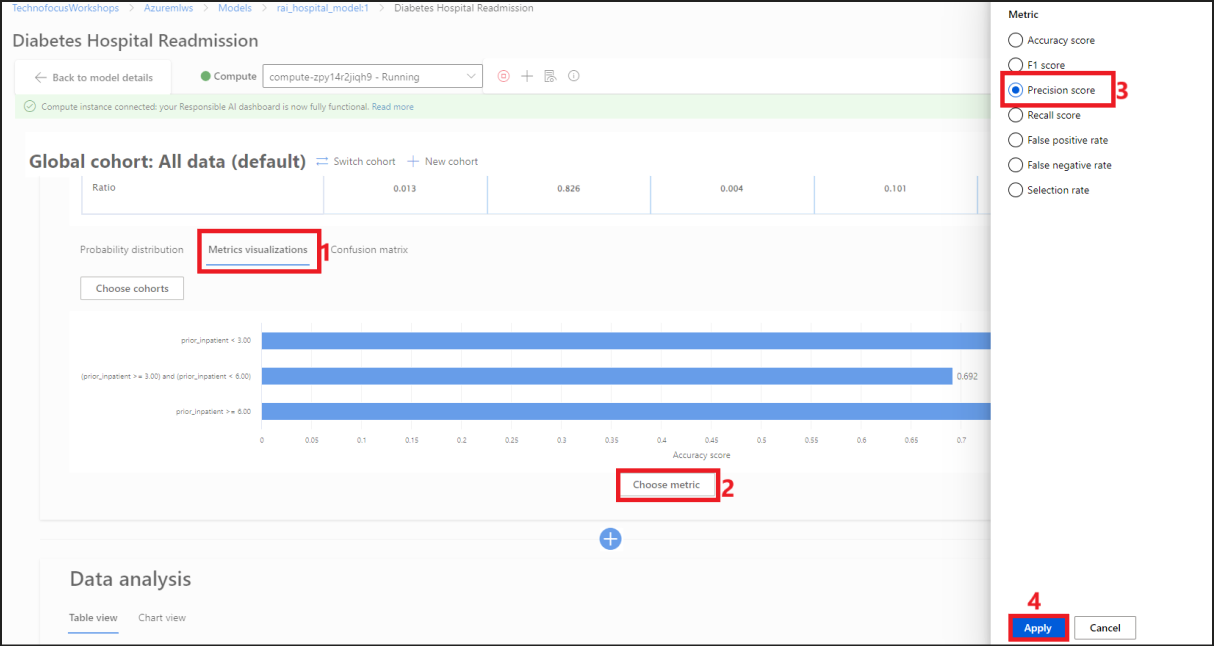 TechnofocusWorkshops > Azuremlws > Models > rai_hospital_model:1 > Diabetes Hospital Readmission
Diabetes Hospital Readmission
Back to model details
Compute
compute-zpy14r2jiqh9 - Running
Compute instance connected: your Responsible AI dashboard is now fully functional. Read more
Global cohort: All data (default)
Switch cohort
New cohort
Ratio 0.013 0.826 0.004 0.101
Probability distribution
Metrics visualizations
1
Confusion matrix
Choose cohorts
prior_inpatient < 3.00
(prior_inpatient >= 3.00) and (prior_inpatient < 6.00)
0.692
prior_inpatient >= 6.00
0 0.05 0.1 0.15 0.2 0.25 0.3 0.35 0.4 0.45 0.5 0.55 0.6 0.65 0.7
Accuracy score
Choose metric
2
Data analysis
Table view
Chart view
Metric
Accuracy score
F1 score
Precision score
3
Recall score
False positive rate
False negative rate
Selection rate
4
Apply
Cancel